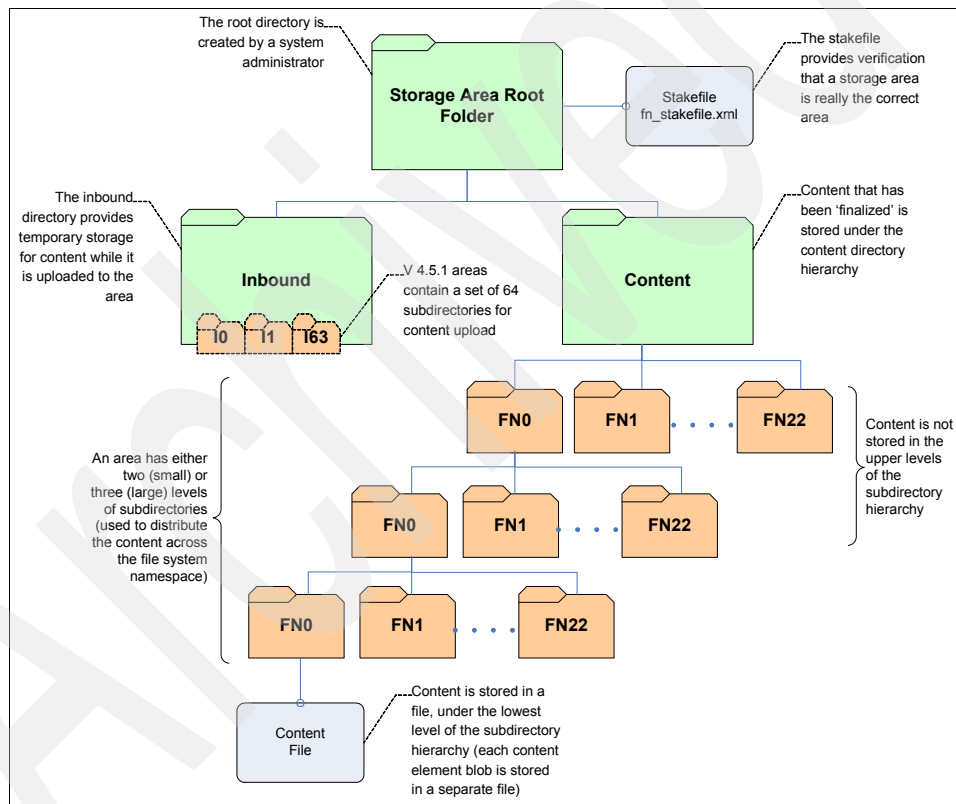 The root directory is
created by a system
administrator
Storage Area Root
Folder
Stakefile
fn_stakefile.xml
The stakefile
provides verification
that a storage area
is really the correct
area
The inbound
directory provides
temporary storage
for content while it
is uploaded to the
area
Inbound
I0 I1 I63
V 4.5.1 areas
contain a set of 64
subdirectories for
content upload
Content
Content that has
been ‘finalized’ is
stored under the
content directory
hierarchy
FN0 FN1 FN22
Content is not
stored in the
upper levels
of the
subdirectory
hierarchy
An area has either
two (small) or
three (large) levels
of subdirectories
(used to distribute
the content across
the file system
namespace)
FN0 FN1 FN22
FN0 FN1 FN22
Content
File
Content is stored in a
file, under the lowest
level of the subdirectory
hierarchy (each content
element blob is stored
in a separate file)
Archived